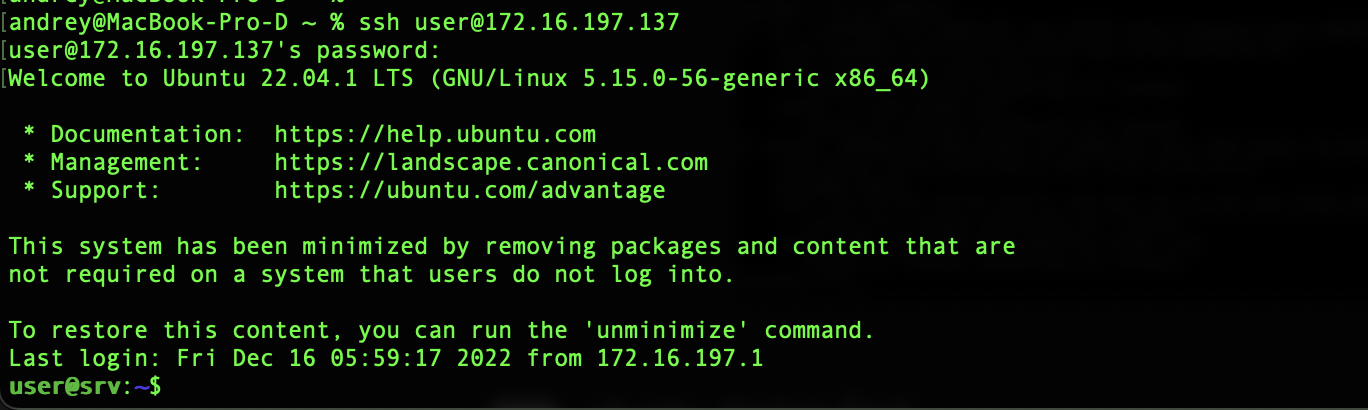 [andrey@MacBook-Pro-D ~ % ssh user@172.16.197.137
[user@172.16.197.137's password:
[Welcome to Ubuntu 22.04.1 LTS (GNU/Linux 5.15.0-56-generic x86_64)
* Documentation:  https://help.ubuntu.com
* Management:     https://landscape.canonical.com
* Support:        https://ubuntu.com/advantage
This system has been minimized by removing packages and content that are
not required on a system that users do not log into.
To restore this content, you can run the 'unminimize' command.
Last login: Fri Dec 16 05:59:17 2022 from 172.16.197.1
user@srv:~$